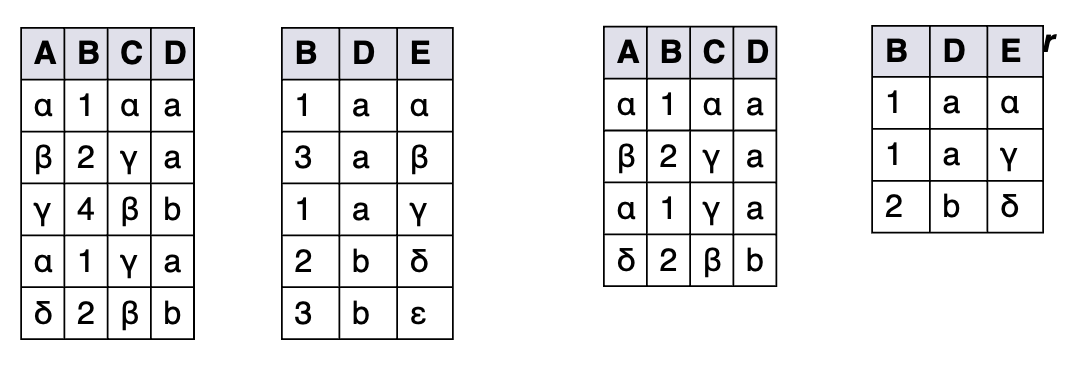 A B C D
α 1 α a
β 2 γ a
γ 4 β b
α 1 γ a
δ 2 β b
B D E
1 a α
3 a β
1 a γ
2 b δ
3 b ε
A B C D
α 1 α a
β 2 γ a
α 1 γ a
δ 2 β b
B D E r
1 a α
1 a γ
2 b δ